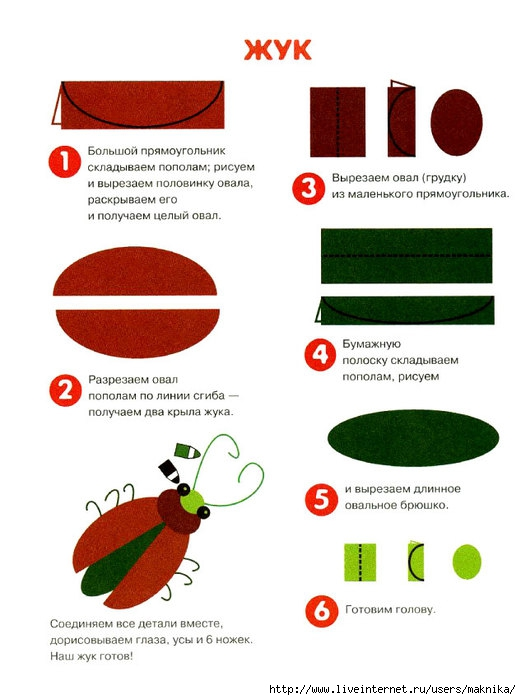 ЖУК
1
Большой прямоугольник
складываем пополам; рисуем
и вырезаем половинку овала,
раскрываем его
и получаем целый овал.
2
Разрезаем овал
пополам по линии сгиба —
получаем два крыла жука.
3
Вырезаем овал (грудку)
из маленького прямоугольника.
4
Бумажную
полоску складываем
пополам, рисуем
5
и вырезаем длинное
овальное брюшко.
6
Готовим голову.
Соединяем все детали вместе,
дорисовываем глаза, усы и 6 ножек.
Наш жук готов!
http://www.liveinternet.ru/users/maknika/